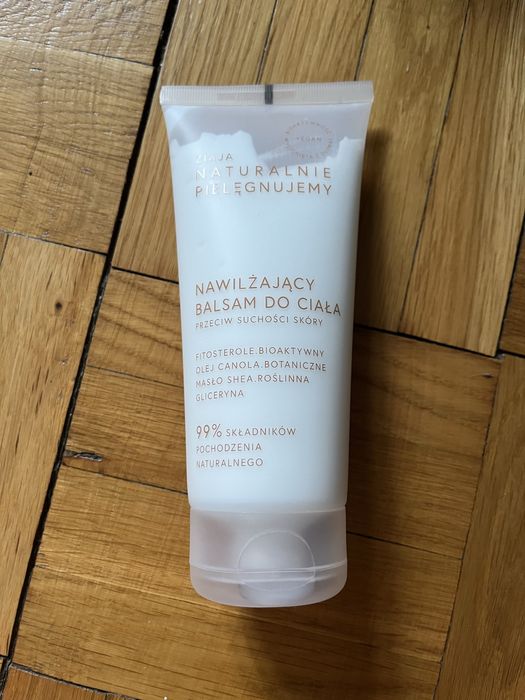 ZIAJA
NATURALNIE
PIELĘGNUJEMY
VEGAN
NAWILŻAJĄCY
BALSAM DO CIAŁA
PRZECIW SUCHOŚCI SKÓRY
FITOSTEROLE.BIOAKTYWNY
OLEJ CANOLA.BOTANICZNE
MASŁO SHEA.ROŚLINNA
GLICERYNA
99% SKŁADNIKÓW
POCHODZENIA
NATURALNEGO